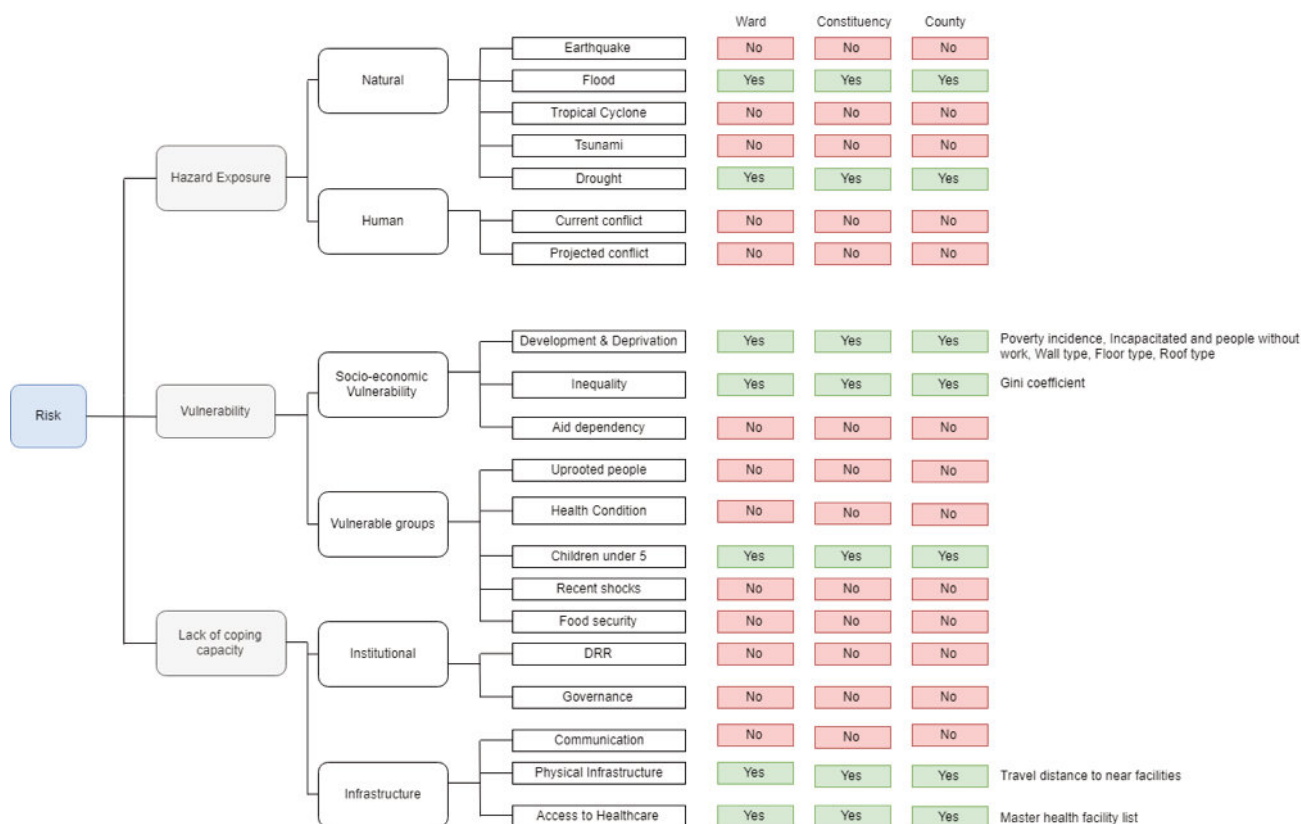 Ward Constituency County
Earthquake No No No
Natural Flood Yes Yes Yes
Tropical Cyclone No No No
Tsunami No No No
Hazard Exposure Drought Yes Yes Yes
Human Current conflict No No No
Projected conflict No No No
Development & Deprivation Yes Yes Yes Poverty incidence, Incapacitated and people without
work, Wall type, Floor type, Roof type
Socio-economic
Vulnerability
Inequality Yes Yes Yes Gini coefficient
Risk
Vulnerability
Aid dependency No No No
Uprooted people No No No
Health Condition No No No
Vulnerable groups
Children under 5 Yes Yes Yes
Recent shocks No No No
Food security No No No
Lack of coping
capacity
Institutional DRR No No No
Governance No No No
Communication No No No
Physical Infrastructure Yes Yes Yes Travel distance to near facilities
Infrastructure
Access to Healthcare Yes Yes Yes Master health facility list